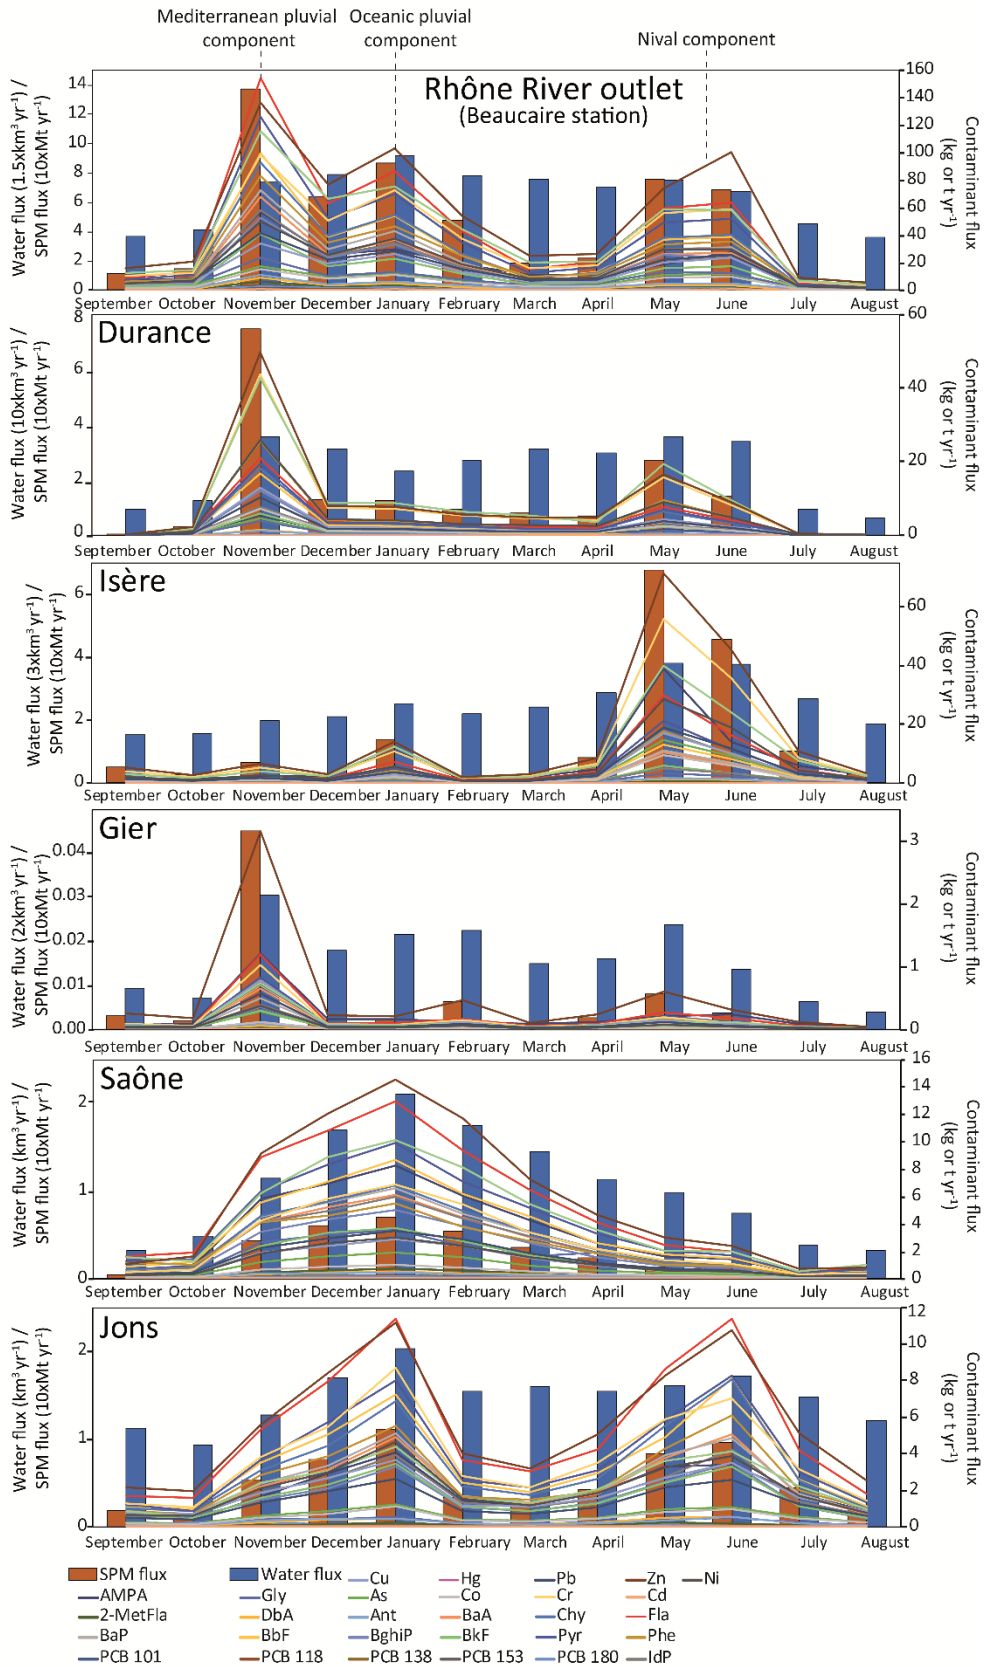 Mediterranean pluvial component
Oceanic pluvial component
Nival component
Rhône River outlet
(Beaucaire station)
Water flux (1.5xkm³ yr⁻¹) /
SPM flux (10xMt yr⁻¹)
14
12
10
8
6
4
2
0
160
140
120
100
80
60
40
20
0
Contaminant flux
(kg or t yr⁻¹)
September October November December January February March April May June July August
Durance
Water flux (10xkm³ yr⁻¹) /
SPM flux (10xMt yr⁻¹)
8
6
4
2
0
60
40
20
0
Contaminant flux
(kg or t yr⁻¹)
September October November December January February March April May June July August
Isère
Water flux (3xkm³ yr⁻¹) /
SPM flux (10xMt yr⁻¹)
6
4
2
0
60
40
20
0
Contaminant flux
(kg or t yr⁻¹)
September October November December January February March April May June July August
Gier
Water flux (2xkm³ yr⁻¹) /
SPM flux (10xMt yr⁻¹)
0.04
0.03
0.02
0.01
0.00
3
2
1
0
Contaminant flux
(kg or t yr⁻¹)
September October November December January February March April May June July August
Saône
Water flux (km³ yr⁻¹) /
SPM flux (10xMt yr⁻¹)
2
1
0
16
14
12
10
8
6
4
2
0
Contaminant flux
(kg or t yr⁻¹)
September October November December January February March April May June July August
Jons
Water flux (km³ yr⁻¹) /
SPM flux (10xMt yr⁻¹)
2
1
0
12
10
8
6
4
2
0
Contaminant flux
(kg or t yr⁻¹)
September October November December January February March April May June July August
SPM flux Water flux Cu Hg Pb Zn Ni
AMPA Gly As Co Cr Cd
2-MetFla DbA Ant BaA Chy Fla
BaP BbF BghiP BkF Pyr Phe
PCB 101 PCB 118 PCB 138 PCB 153 PCB 180 IdP